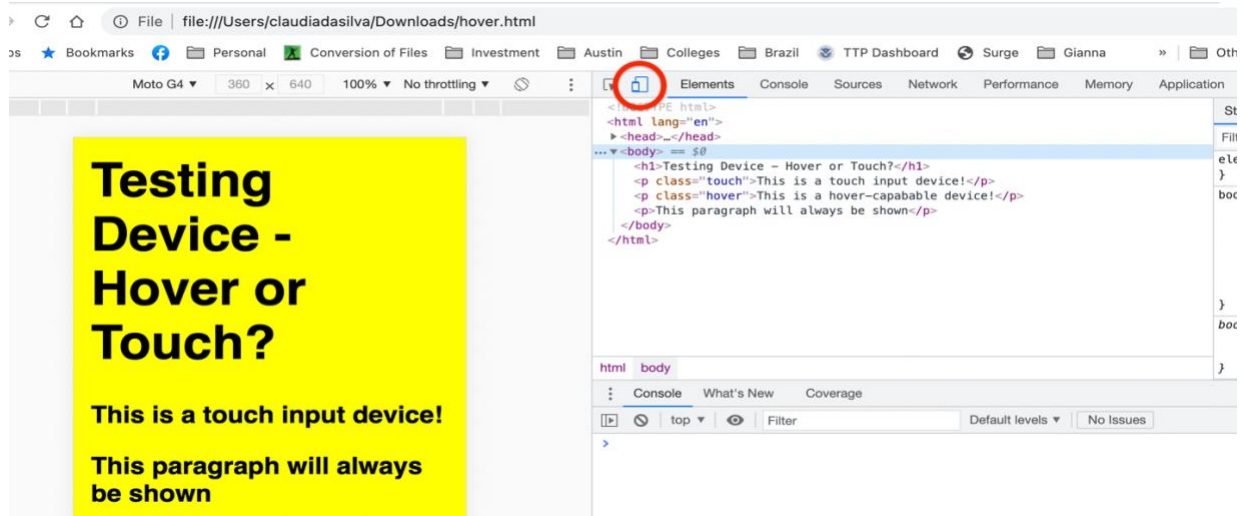 File file:///Users/claudiadasilva/Downloads/hover.html
Bookmarks Personal Conversion of Files Investment Austin Colleges Brazil TTP Dashboard Surge Gianna » Oth
Moto G4 ▼ 360 x 640 100% ▼ No throttling ▼
Elements Console Sources Network Performance Memory Application
<html lang="en">
▶<head>…</head>
…▼<body> == $0
<h1>Testing Device – Hover or Touch?</h1>
<p class="touch">This is a touch input device!</p>
<p class="hover">This is a hover-capabable device!</p>
<p>This paragraph will always be shown</p>
</body>
</html>
html body
Console What's New Coverage
top ▼ Filter Default levels ▼ No Issues
>
St
Filt
ele
}
boo
}
boo
}
Testing
Device -
Hover or
Touch?
This is a touch input device!
This paragraph will always
be shown